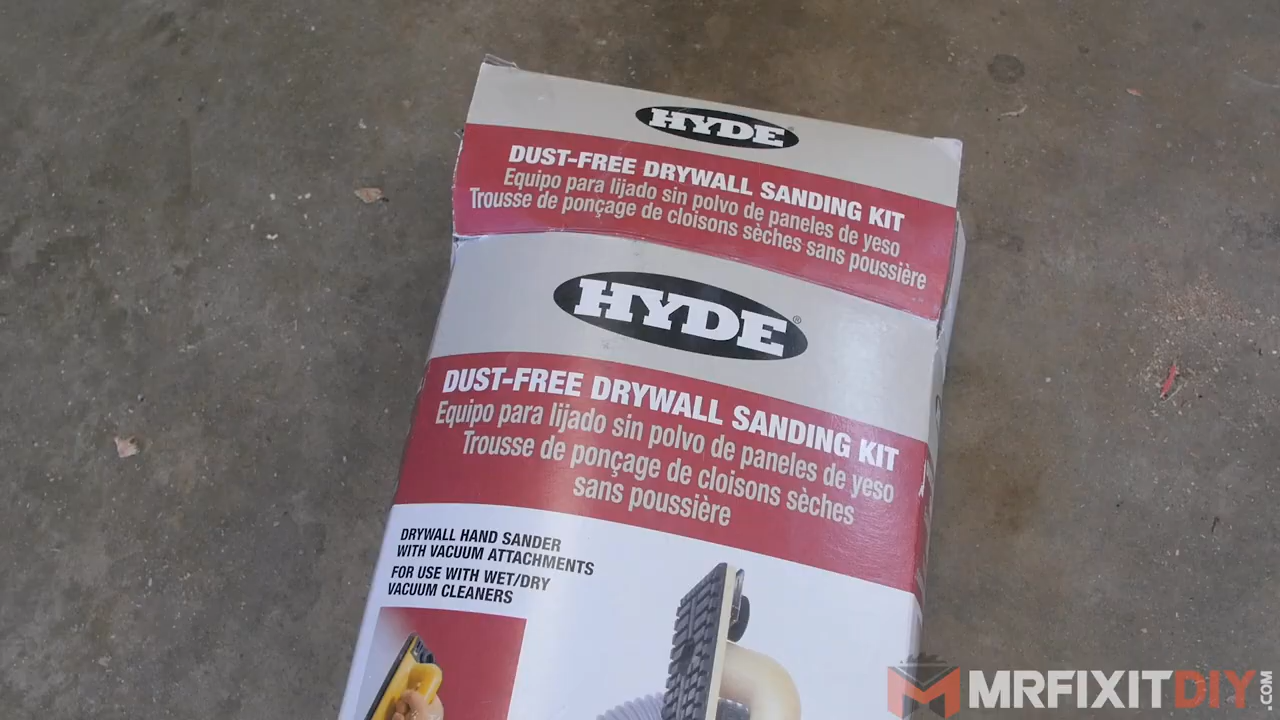 HYDE
DUST-FREE DRYWALL SANDING KIT
Equipo para lijado sin polvo de paneles de yeso
Trousse de ponçage de cloisons sèches sans poussière
HYDE®
DUST-FREE DRYWALL SANDING KIT
Equipo para lijado sin polvo de paneles de yeso
Trousse de ponçage de cloisons sèches
sans poussière
DRYWALL HAND SANDER
WITH VACUUM ATTACHMENTS
FOR USE WITH WET/DRY
VACUUM CLEANERS
MRFIXITDIY.COM